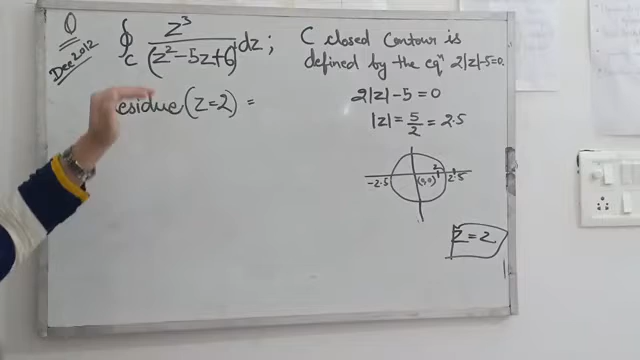 Q
Dec 2012
∮_C z³/(z²-5z+6) dz ; C closed Contour is
defined by the eqⁿ 2|z|-5=0.
esidue (z=2) =
2|z|-5=0
|z| = 5/2 = 2.5
-2.5 (0,0) 2 2.5
z=2